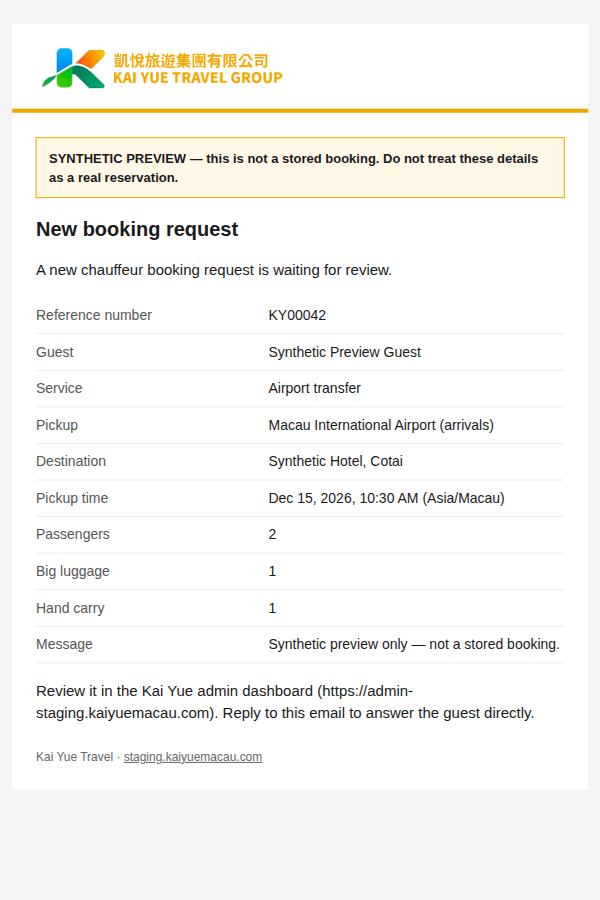 凱悅旅遊集團有限公司
KAI YUE TRAVEL GROUP
SYNTHETIC PREVIEW — this is not a stored booking. Do not treat these details
as a real reservation.
New booking request
A new chauffeur booking request is waiting for review.
Reference number KY00042
Guest Synthetic Preview Guest
Service Airport transfer
Pickup Macau International Airport (arrivals)
Destination Synthetic Hotel, Cotai
Pickup time Dec 15, 2026, 10:30 AM (Asia/Macau)
Passengers 2
Big luggage 1
Hand carry 1
Message Synthetic preview only — not a stored booking.
Review it in the Kai Yue admin dashboard (https://admin-
staging.kaiyuemacau.com). Reply to this email to answer the guest directly.
Kai Yue Travel · staging.kaiyuemacau.com